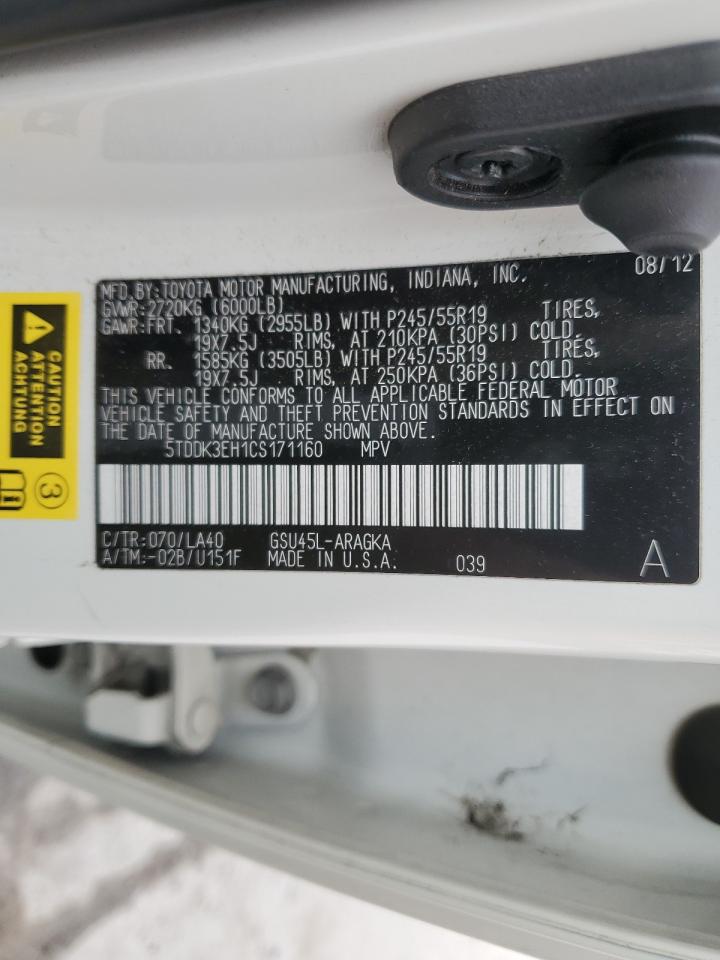 MFD.BY:TOYOTA MOTOR MANUFACTURING, INDIANA, INC. 08/12
GVWR:2720KG (6000LB)
GAWR:FRT. 1340KG (2955LB) WITH P245/55R19 TIRES,
19X7.5J RIMS, AT 210KPA (30PSI) COLD.
RR. 1585KG (3505LB) WITH P245/55R19 TIRES,
19X7.5J RIMS, AT 250KPA (36PSI) COLD.
THIS VEHICLE CONFORMS TO ALL APPLICABLE FEDERAL MOTOR
VEHICLE SAFETY AND THEFT PREVENTION STANDARDS IN EFFECT ON
THE DATE OF MANUFACTURE SHOWN ABOVE.
5TDDK3EH1CS171160 MPV
C/TR:070/LA40 GSU45L-ARAGKA
A/TM:-02B/U151F MADE IN U.S.A. 039 A
CAUTION
ATTENTION
ACHTUNG
3